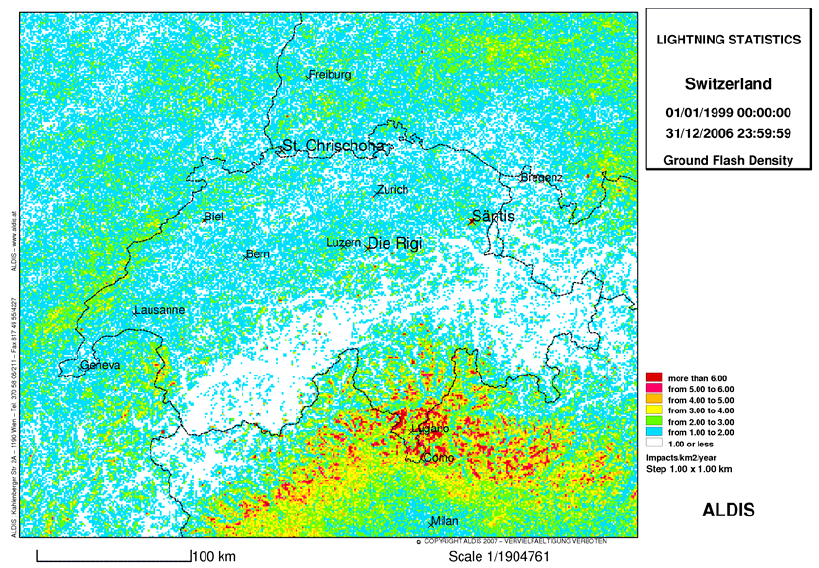 LIGHTNING STATISTICS
Switzerland
01/01/1999 00:00:00
31/12/2006 23:59:59
Ground Flash Density
Freiburg
St. Chrischona
Bregenz
Zurich
Biel
Säntis
Luzern
Die Rigi
Bern
Lausanne
Geneva
Lugano
Como
Milan
more than 6.00
from 5.00 to 6.00
from 4.00 to 5.00
from 3.00 to 4.00
from 2.00 to 3.00
from 1.00 to 2.00
1.00 or less
Impacts/km2/year
Step 1.00 x 1.00 km
ALDIS
© COPYRIGHT ALDIS 2007 – VERVIELFAELTIGUNG VERBOTEN
100 km
Scale 1/1904761
ALDIS – www.aldis.at